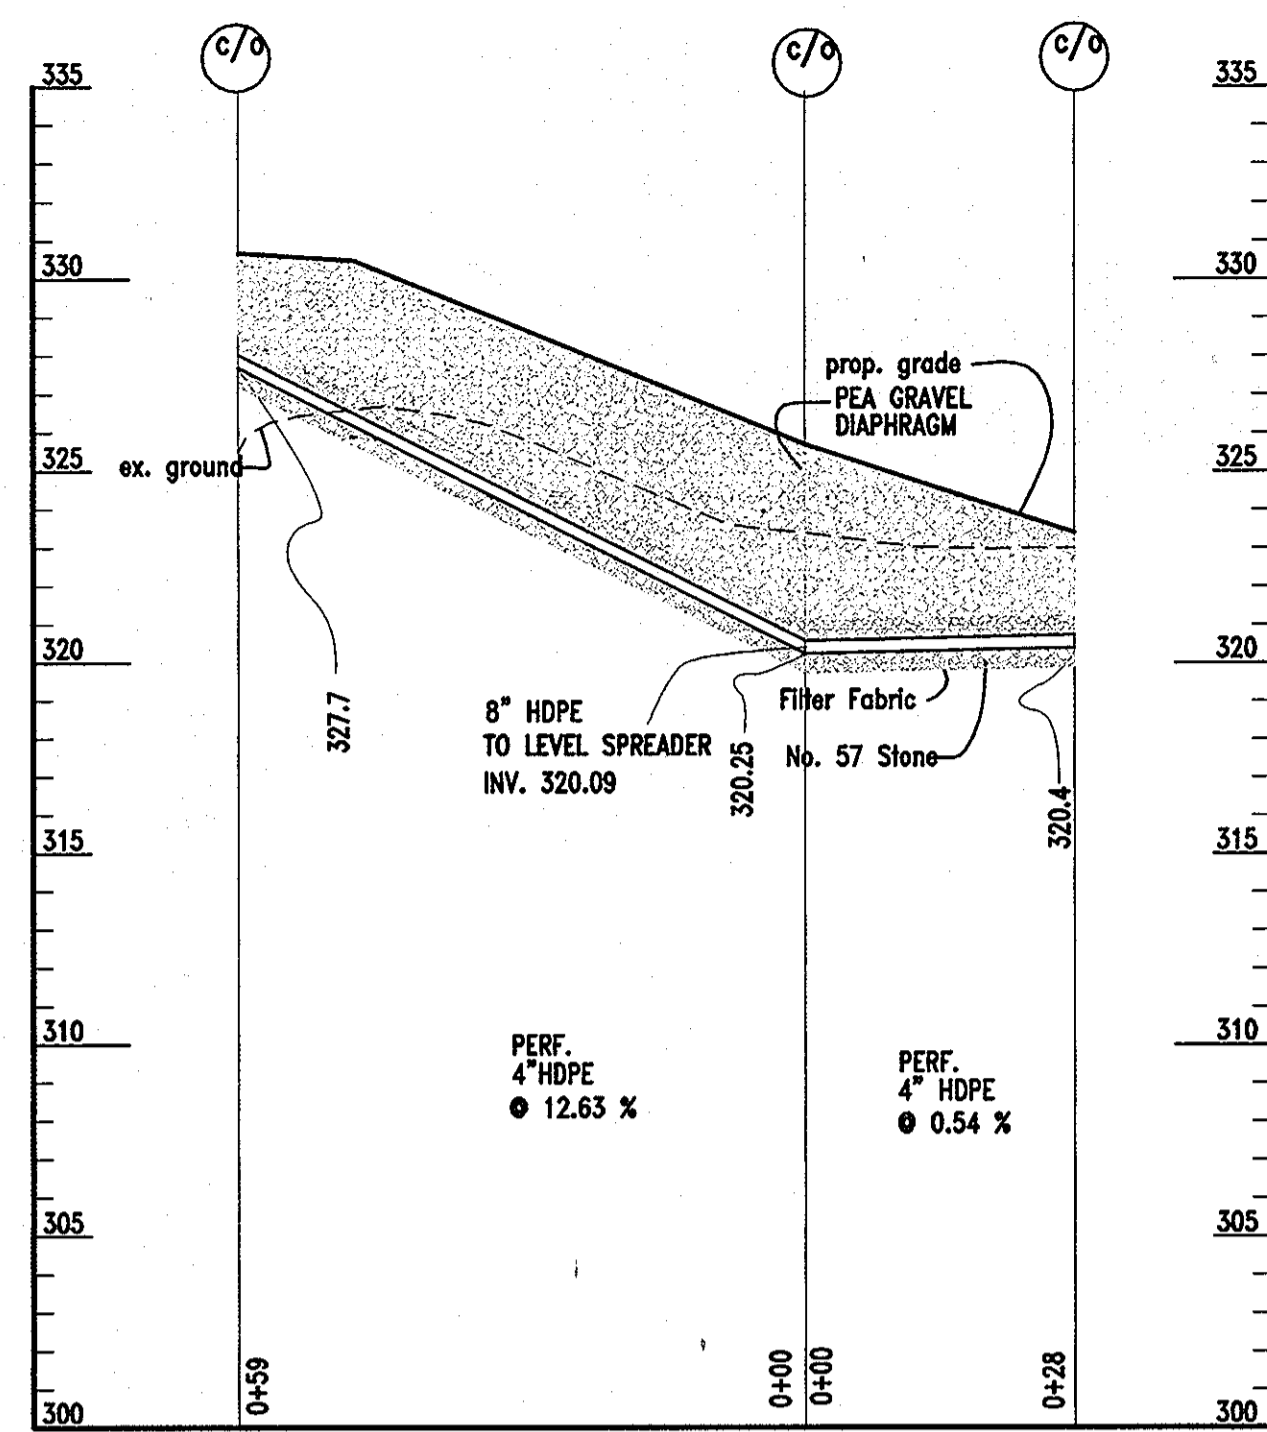 c/o
c/o
c/o
335
335
330
330
prop. grade
PEA GRAVEL
DIAPHRAGM
325
325
ex. ground
320
320
327.7
8" HDPE
TO LEVEL SPREADER
INV. 320.09
320.25
Filter Fabric
No. 57 Stone
320.4
315
315
310
310
PERF.
4"HDPE
@ 12.63 %
PERF.
4" HDPE
@ 0.54 %
305
305
0+59
0+00
0+00
0+28
300
300